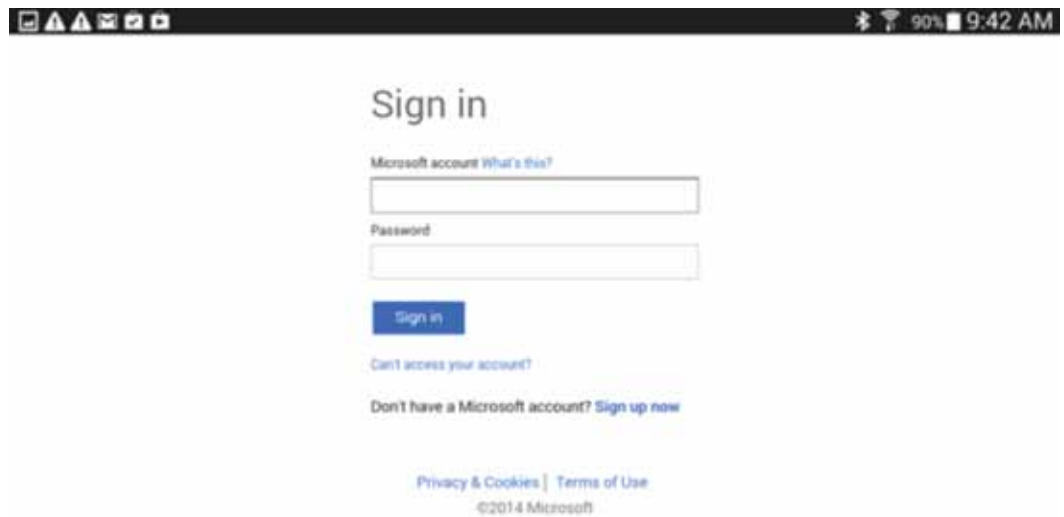 90% 9:42 AM
Sign in
Microsoft account What's this?
Password
Sign in
Can't access your account?
Don't have a Microsoft account? Sign up now
Privacy & Cookies | Terms of Use
©2014 Microsoft